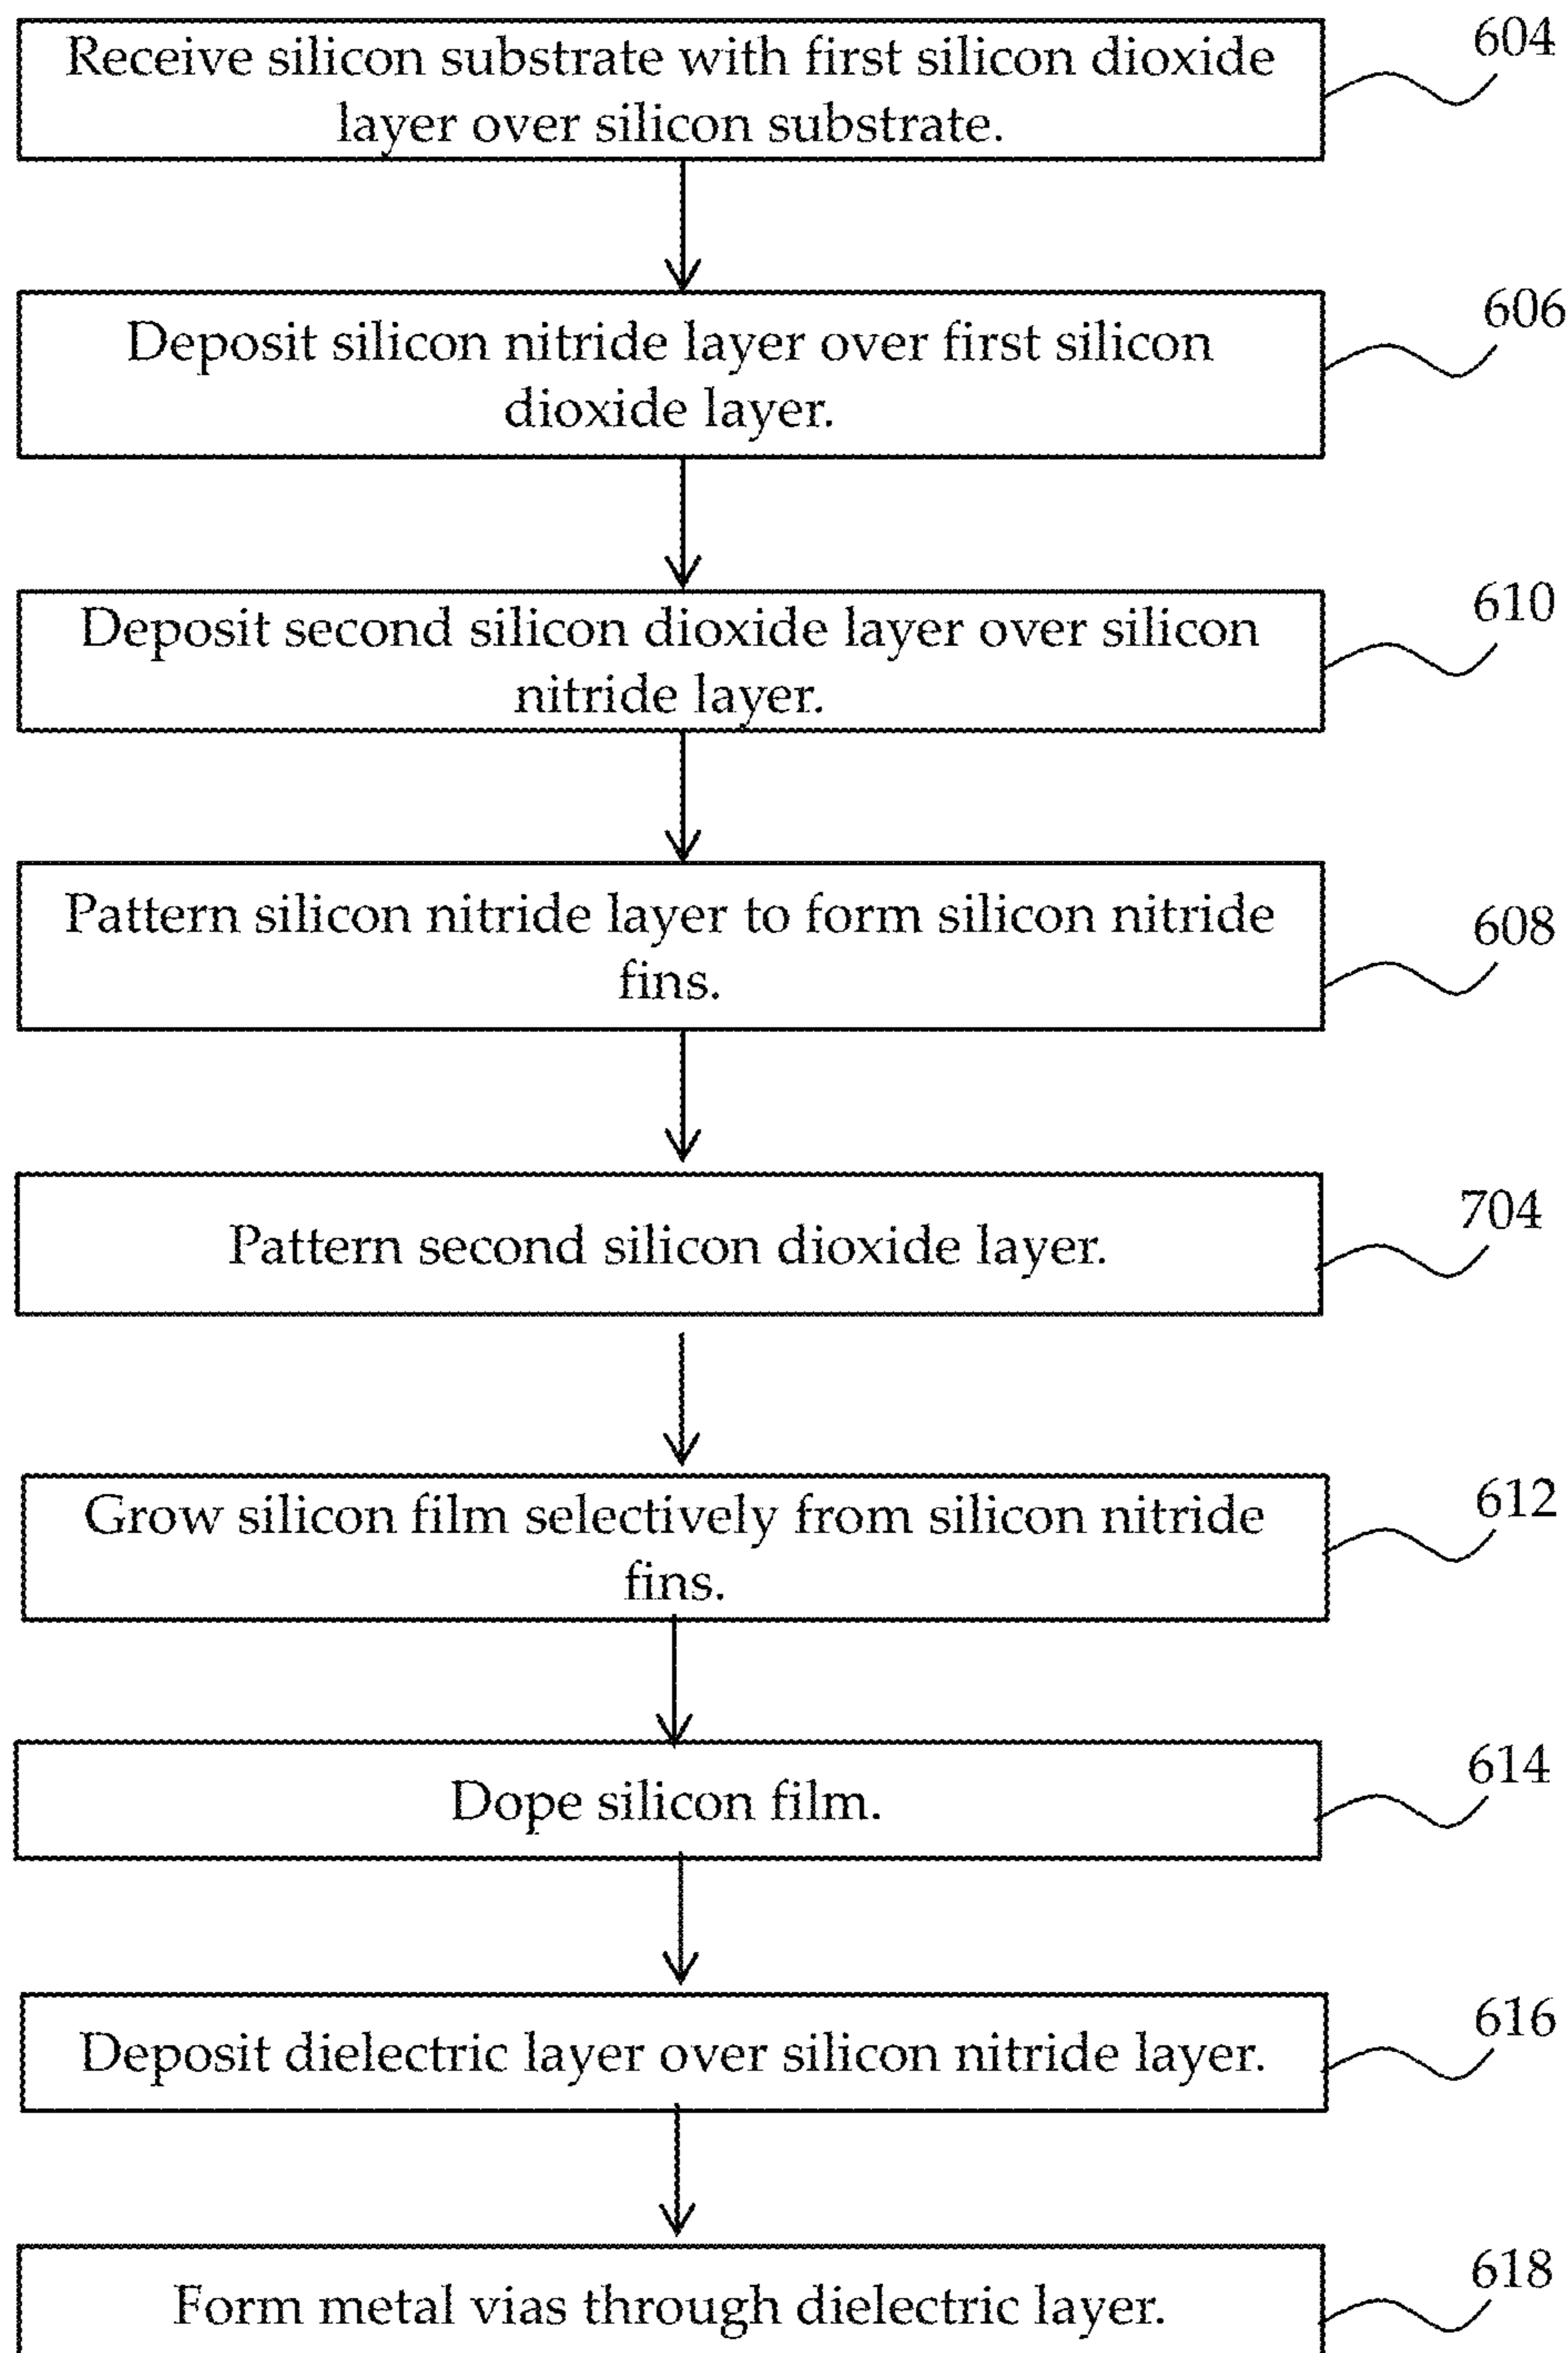 604
Receive silicon substrate with first silicon dioxide
layer over silicon substrate.
606
Deposit silicon nitride layer over first silicon
dioxide layer.
610
Deposit second silicon dioxide layer over silicon
nitride layer.
608
Pattern silicon nitride layer to form silicon nitride
fins.
704
Pattern second silicon dioxide layer.
612
Grow silicon film selectively from silicon nitride
fins.
614
Dope silicon film.
616
Deposit dielectric layer over silicon nitride layer.
618
Form metal vias through dielectric layer.